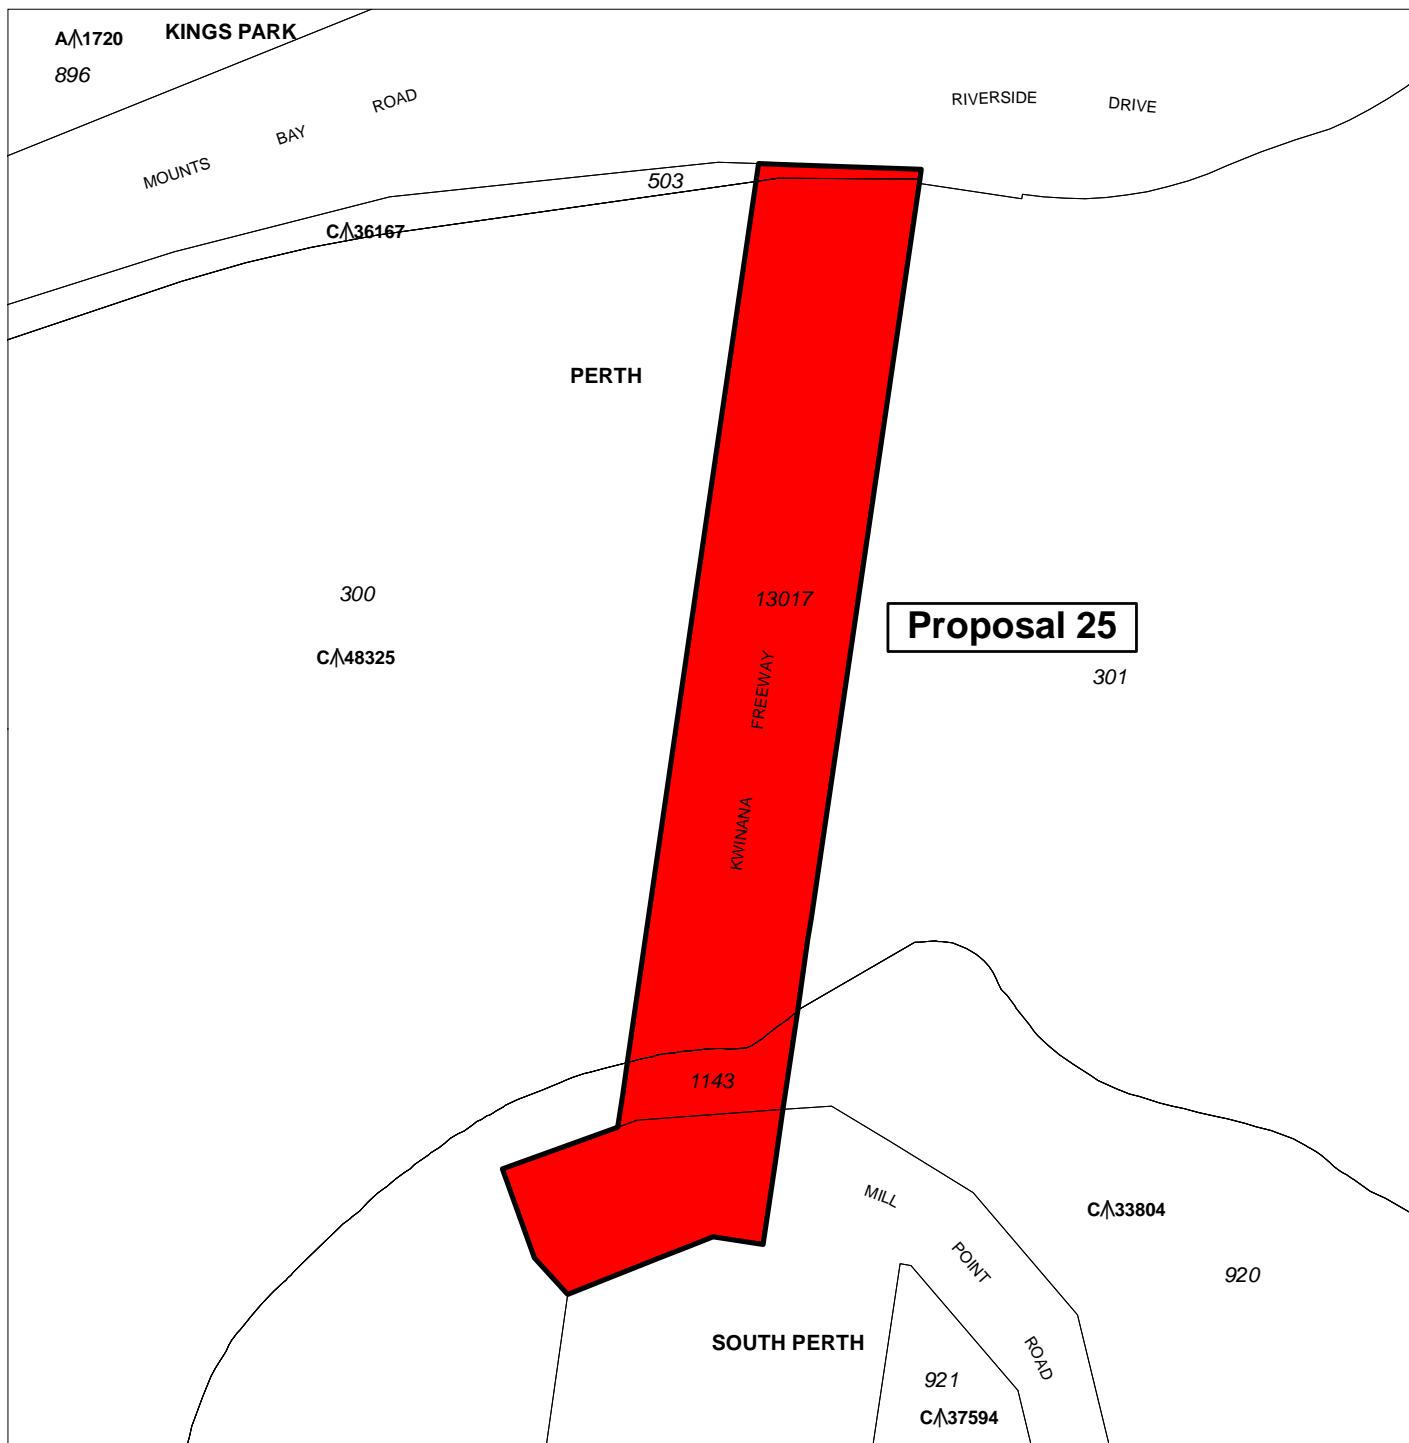 A 1720 KINGS PARK
896
MOUNTS BAY ROAD
RIVERSIDE DRIVE
503
C 36167
PERTH
300
C 48325
13017
Proposal 25
301
KWINANA FREEWAY
1143
MILL POINT ROAD
C 33804
920
SOUTH PERTH
921
C 37594